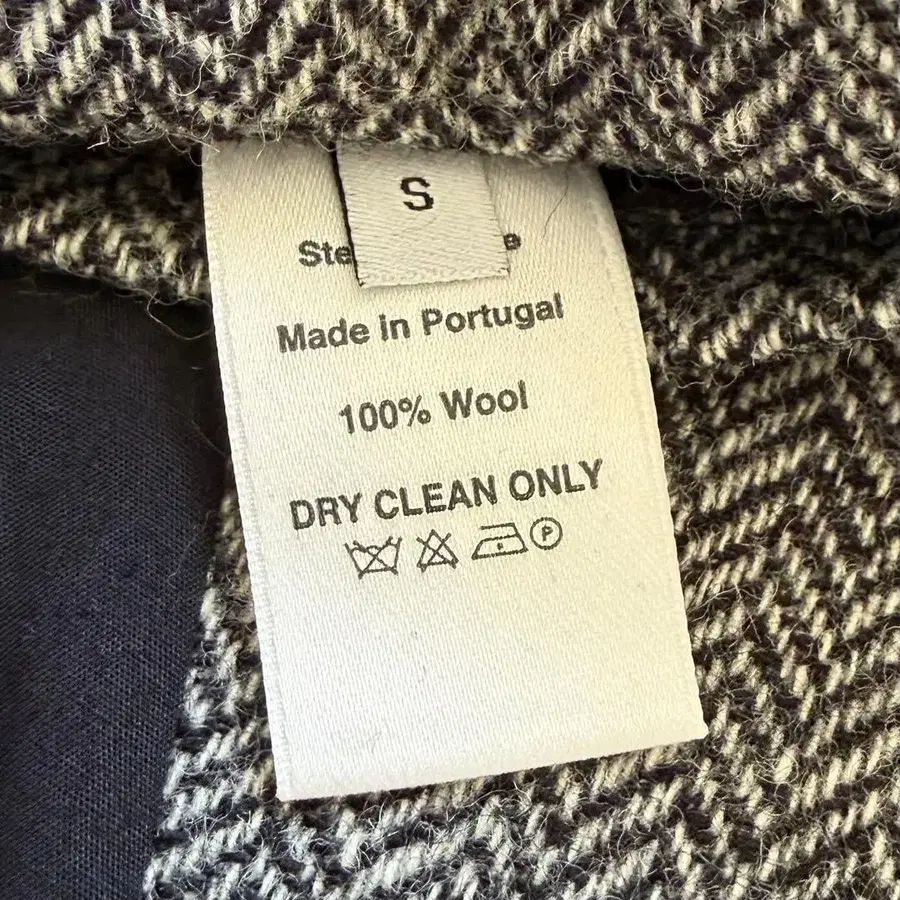 S
Made in Portugal
100% Wool
DRY CLEAN ONLY
P